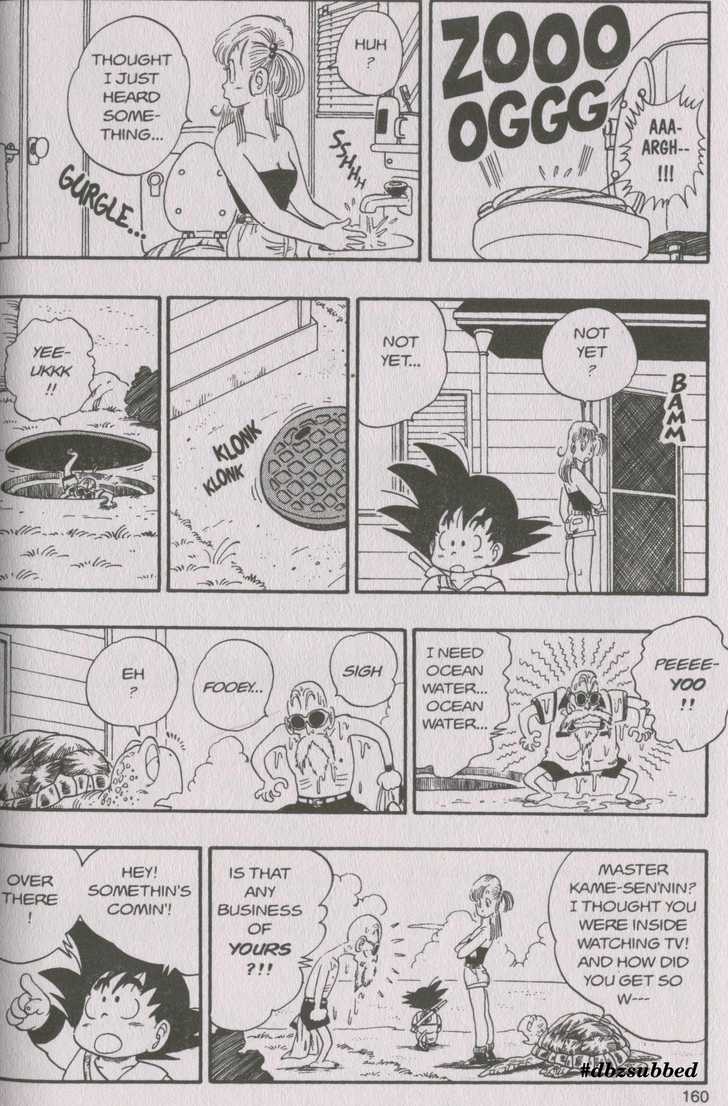 ZOOO
OGGG
AAA-
ARGH--
!!!
HUH
?
SSHHH
THOUGHT
I JUST
HEARD
SOME-
THING...
GURGLE...
BAMM
NOT
YET
?
NOT
YET...
KLONK
KLONK
YEE-
UKKK
!!
PEEEE-
YOO
!!
I NEED
OCEAN
WATER...
OCEAN
WATER...
SIGH
FOOEY...
EH
?
MASTER
KAME-SEN'NIN?
I THOUGHT YOU
WERE INSIDE
WATCHING TV!
AND HOW DID
YOU GET SO
W---
IS THAT
ANY
BUSINESS
OF
YOURS
?!!
HEY!
SOMETHIN'S
COMIN'!
OVER
THERE
!
#dbzsubbed
160